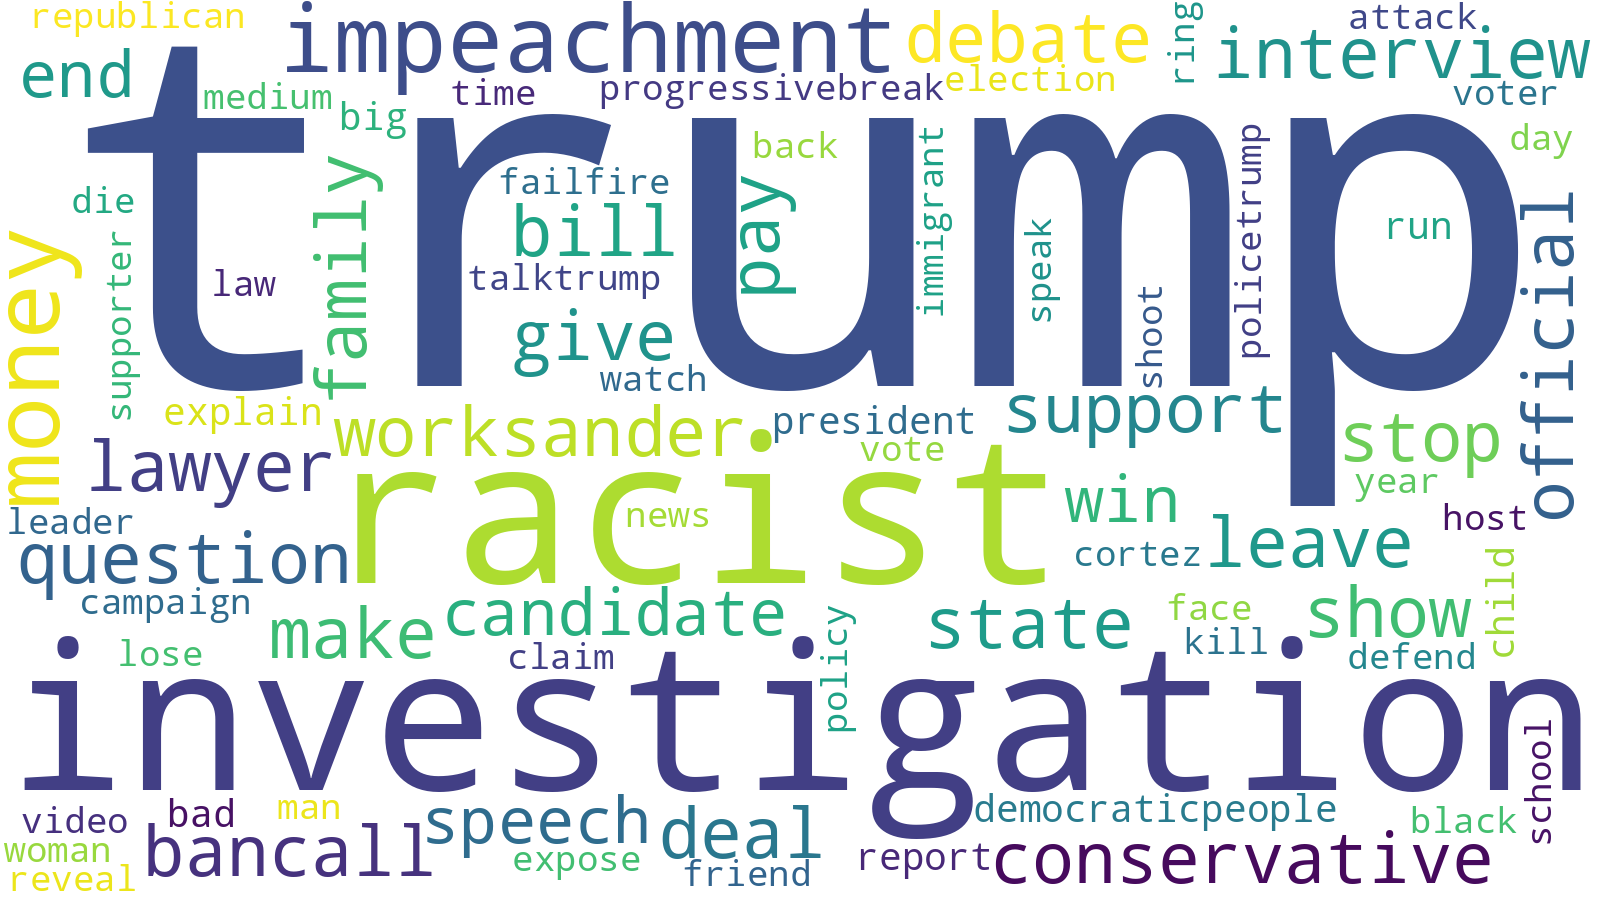 republican
impeachment
debate
ring
attack
interview
end
medium
big
time
progressivebreak
election
voter
trump
die
supporter
law
family
failfire
bill
talktrump
give
watch
back
pay
immigrant
speak
shoot
policetrump
run
day
official
money
explain
worksander
president
support
stop
lawyer
racist
vote
year
leader
news
win
host
question
cortez
leave
campaign
make
candidate
state
face
show
child
lose
claim
policy
kill
defend
investigation
school
video
bad
man
speech
deal
democraticpeople
black
woman
bancall
expose
friend
report
conservative
reveal